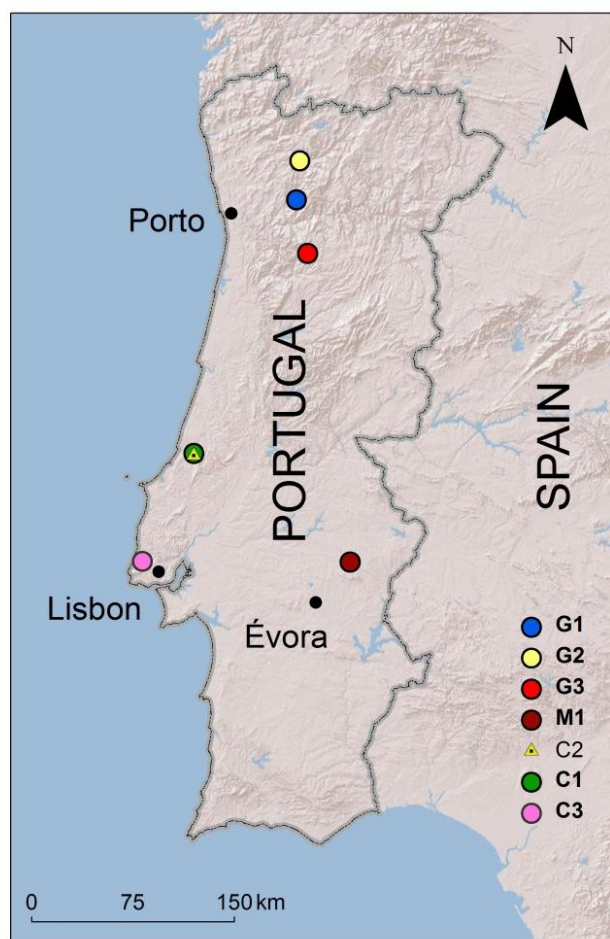 N
Porto
PORTUGAL
SPAIN
Lisbon
Évora
G1
G2
G3
M1
C2
C1
C3
0 75 150 km